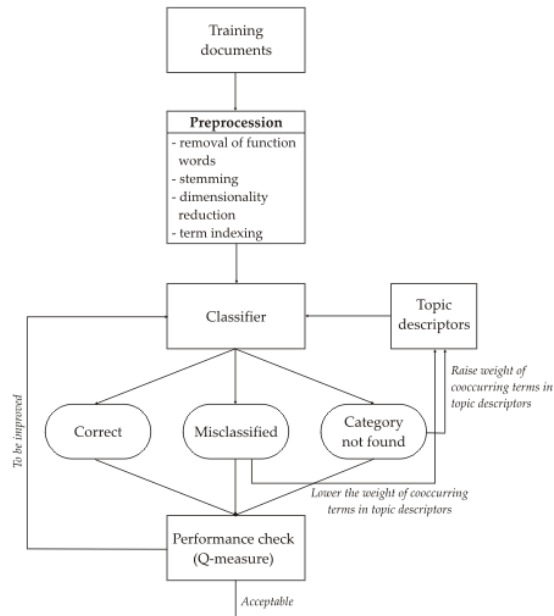 Training
documents
Preprocession
- removal of function
words
- stemming
- dimensionality
reduction
- term indexing
Classifier
Topic
descriptors
Raise weight of
cooccurring terms in
topic descriptors
To be improved
Correct
Misclassified
Category
not found
Lower the weight of cooccurring
terms in topic descriptors
Performance check
(Q-measure)
Acceptable